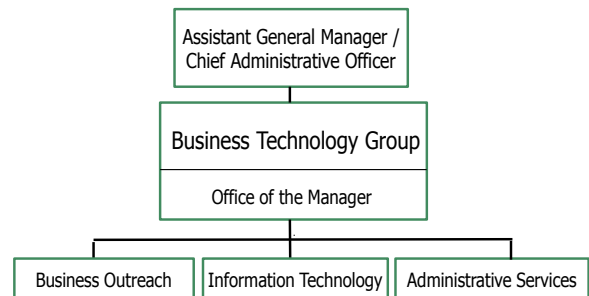 Assistant General Manager /
Chief Administrative Officer
Business Technology Group
Office of the Manager
Business Outreach
Information Technology
Administrative Services